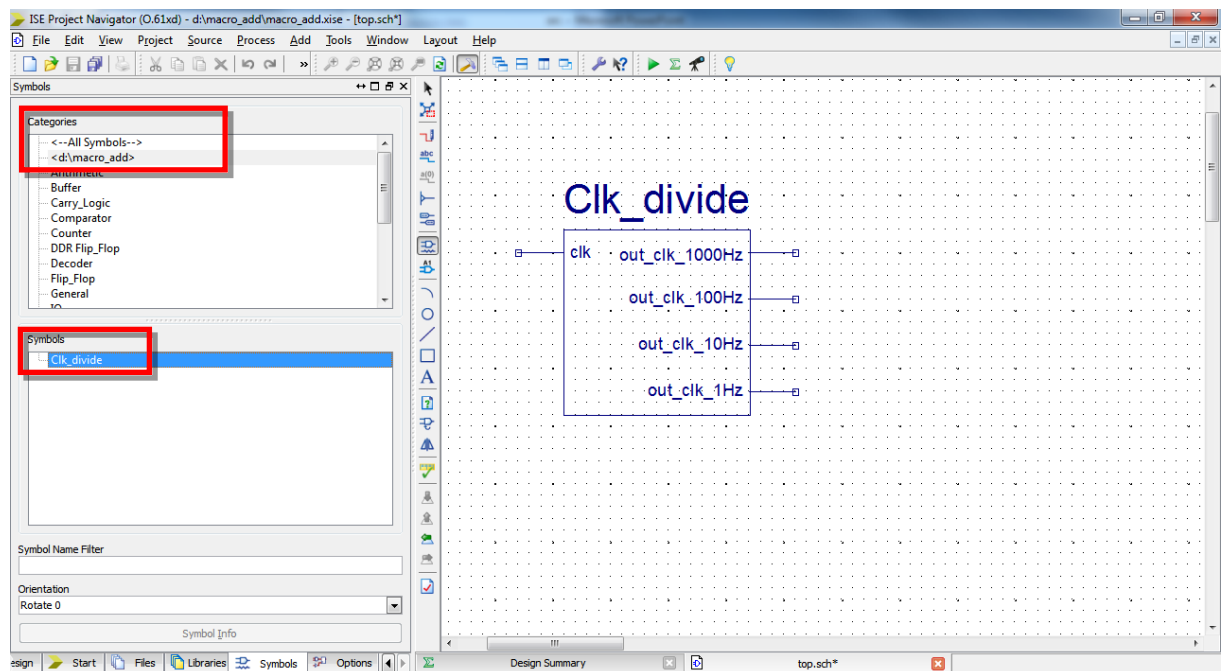 ISE Project Navigator (O.61xd) - d:\macro_add\macro_add.xise - [top.sch*]
File Edit View Project Source Process Add Tools Window Layout Help
Symbols
Categories
<--All Symbols-->
<d:\macro_add>
Arithmetic
Buffer
Carry_Logic
Comparator
Counter
DDR Flip_Flop
Decoder
Flip_Flop
General
IO
Symbols
Clk_divide
Symbol Name Filter
Orientation
Rotate 0
Symbol Info
esign Start Files Libraries Symbols Options
Clk_divide
clk out_clk_1000Hz
out_clk_100Hz
out_clk_10Hz
out_clk_1Hz
Design Summary top.sch*